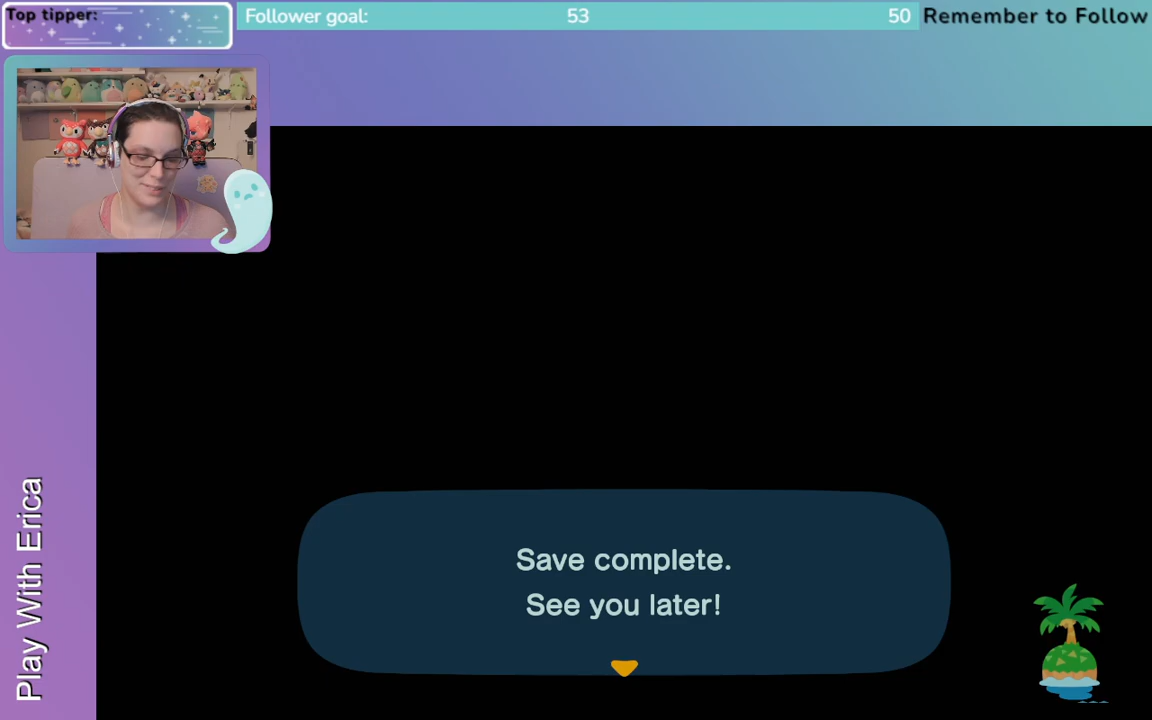 Top tipper:
Follower goal: 53 50
Remember to Follow
Play With Erica
Save complete.
See you later!